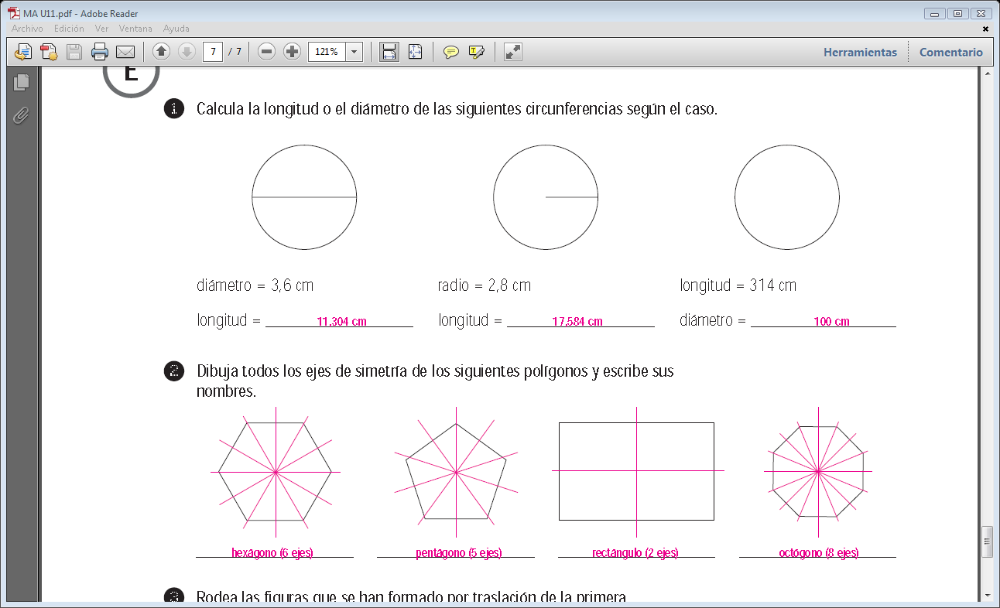 MA U11.pdf - Adobe Reader
Archivo Edición Ver Ventana Ayuda
7 / 7 121% Herramientas Comentario
E
1 Calcula la longitud o el diámetro de las siguientes circunferencias según el caso.
diámetro = 3,6 cm radio = 2,8 cm longitud = 314 cm
longitud = 11,304 cm longitud = 17,584 cm diámetro = 100 cm
2 Dibuja todos los ejes de simetría de los siguientes polígonos y escribe sus
nombres.
hexágono (6 ejes) pentágono (5 ejes) rectángulo (2 ejes) octógono (8 ejes)
3 Rodea las figuras que se han formado por traslación de la primera